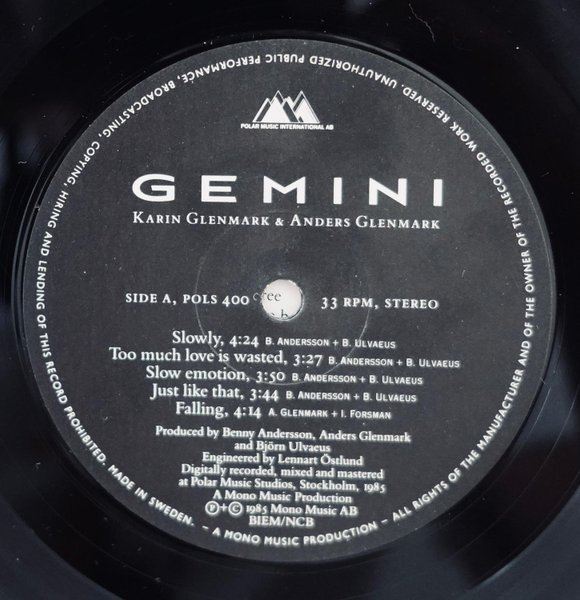 POLAR MUSIC INTERNATIONAL AB
GEMINI
KARIN GLENMARK & ANDERS GLENMARK
SIDE A, POLS 400 33 RPM, STEREO
Slowly, 4:24 B. ANDERSSON + B. ULVAEUS
Too much love is wasted, 3:27 B. ANDERSSON + B. ULVAEUS
Slow emotion, 3:50 B. ANDERSSON + B. ULVAEUS
Just like that, 3:44 B. ANDERSSON + B. ULVAEUS
Falling, 4:14 A. GLENMARK + I. FORSMAN
Produced by Benny Andersson, Anders Glenmark
and Björn Ulvaeus
Engineered by Lennart Östlund
Digitally recorded, mixed and mastered
at Polar Music Studios, Stockholm, 1985
A Mono Music Production
Ⓟ+© 1985 Mono Music AB
BIEM/NCB
– A MONO MUSIC PRODUCTION – ALL RIGHTS OF THE MANUFACTURER AND OF THE OWNER OF THE RECORDED WORK RESERVED. UNAUTHORIZED PUBLIC PERFORMANCE, BROADCASTING, COPYING, HIRING AND LENDING OF THIS RECORD PROHIBITED. MADE IN SWEDEN.